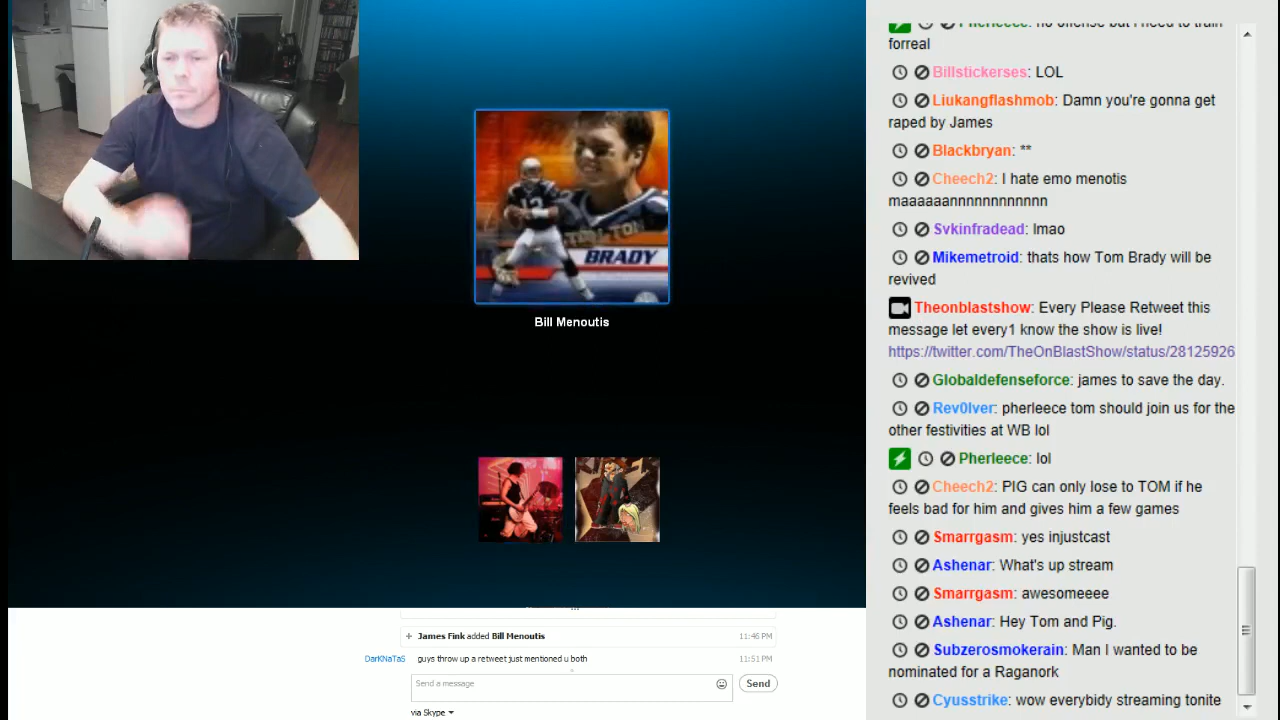 BRADY
Bill Menoutis
James Fink added Bill Menoutis 11:46 PM
DarKNaTaS guys throw up a retweet just mentioned u both 11:51 PM
Send a message
Send
via Skype
Pherleece: no offense but I need to train
forreal
Billstickerses: LOL
Liukangflashmob: Damn you're gonna get
raped by James
Blackbryan: **
Cheech2: I hate emo menotis
maaaaaannnnnnnnnnnn
Svkinfradead: lmao
Mikemetroid: thats how Tom Brady will be
revived
Theonblastshow: Every Please Retweet this
message let every1 know the show is live!
https://twitter.com/TheOnBlastShow/status/28125926
Globaldefenseforce: james to save the day.
Rev0lver: pherleece tom should join us for the
other festivities at WB lol
Pherleece: lol
Cheech2: PIG can only lose to TOM if he
feels bad for him and gives him a few games
Smarrgasm: yes injustcast
Ashenar: What's up stream
Smarrgasm: awesomeeee
Ashenar: Hey Tom and Pig.
Subzerosmokerain: Man I wanted to be
nominated for a Raganork
Cyusstrike: wow everybidy streaming tonite